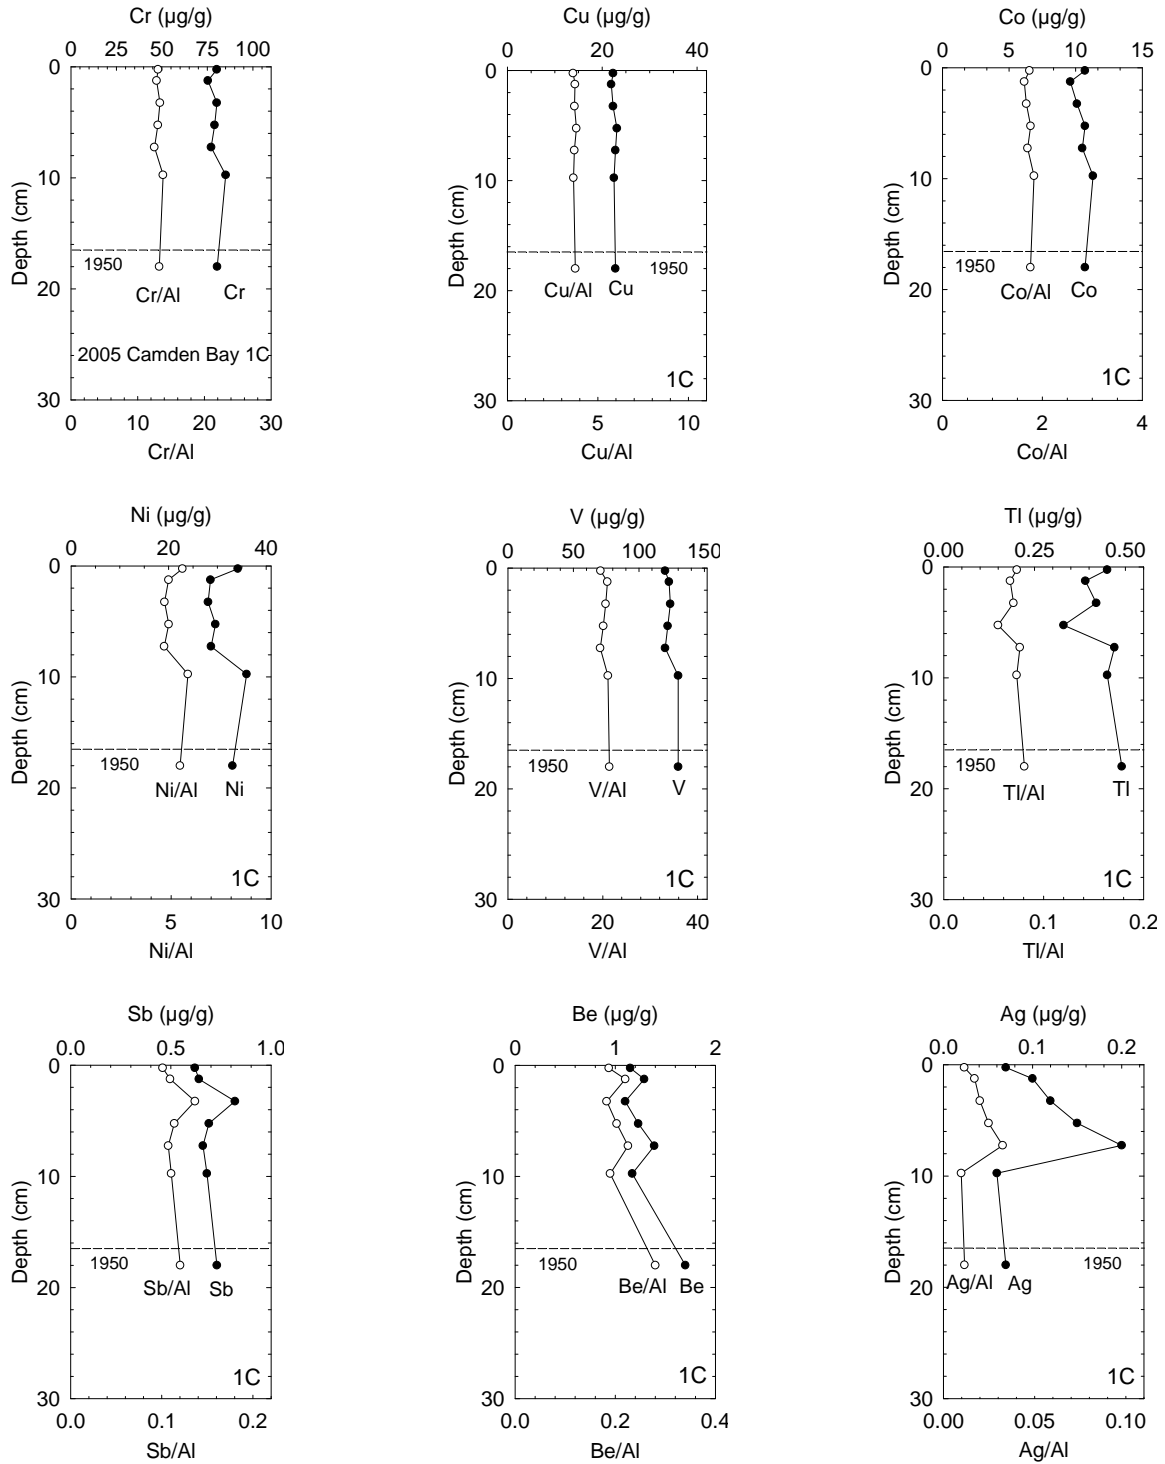 Cr (µg/g)
0 25 50 75 100
0
10
20
30
Depth (cm)
1950
Cr/Al Cr
2005 Camden Bay 1C
0 10 20 30
Cr/Al
Cu (µg/g)
0 20 40
0
10
20
30
Depth (cm)
1950
Cu/Al Cu
1C
0 5 10
Cu/Al
Co (µg/g)
0 5 10 15
0
10
20
30
Depth (cm)
1950
Co/Al Co
1C
0 2 4
Co/Al
Ni (µg/g)
0 20 40
0
10
20
30
Depth (cm)
1950
Ni/Al Ni
1C
0 5 10
Ni/Al
V (µg/g)
0 50 100 150
0
10
20
30
Depth (cm)
1950
V/Al V
1C
0 20 40
V/Al
Tl (µg/g)
0.00 0.25 0.50
0
10
20
30
Depth (cm)
1950
Tl/Al Tl
1C
0.0 0.1 0.2
Tl/Al
Sb (µg/g)
0.0 0.5 1.0
0
10
20
30
Depth (cm)
1950
Sb/Al Sb
1C
0.0 0.1 0.2
Sb/Al
Be (µg/g)
0 1 2
0
10
20
30
Depth (cm)
1950
Be/Al Be
1C
0.0 0.2 0.4
Be/Al
Ag (µg/g)
0.0 0.1 0.2
0
10
20
30
Depth (cm)
1950
Ag/Al Ag
1C
0.00 0.05 0.10
Ag/Al